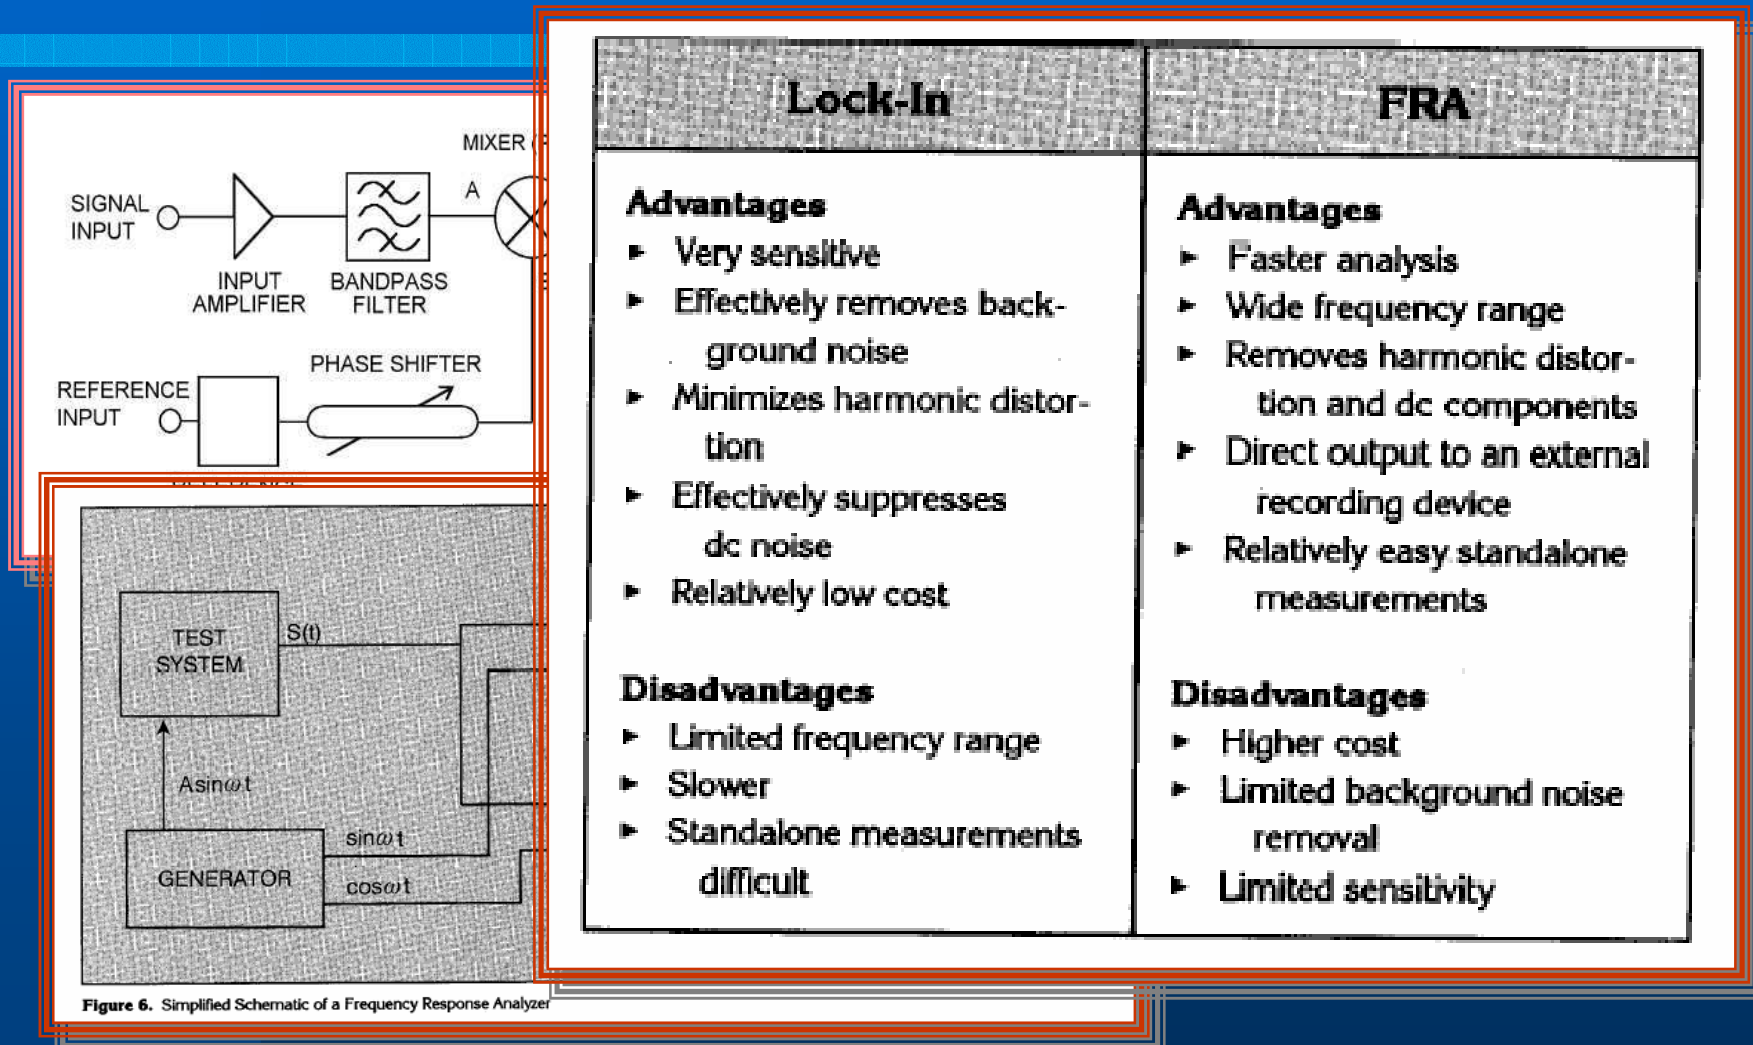 MIXER
SIGNAL
INPUT
A
INPUT
AMPLIFIER
BANDPASS
FILTER
PHASE SHIFTER
REFERENCE
INPUT
TEST
SYSTEM
S(t)
Asinωt
GENERATOR
sinωt
cosωt
Figure 6. Simplified Schematic of a Frequency Response Analyzer
Lock-In
Advantages
► Very sensitive
► Effectively removes back-
ground noise
► Minimizes harmonic distor-
tion
► Effectively suppresses
dc noise
► Relatively low cost
Disadvantages
► Limited frequency range
► Slower
► Standalone measurements
difficult
FRA
Advantages
► Faster analysis
► Wide frequency range
► Removes harmonic distor-
tion and dc components
► Direct output to an external
recording device
► Relatively easy standalone
measurements
Disadvantages
► Higher cost
► Limited background noise
removal
► Limited sensitivity